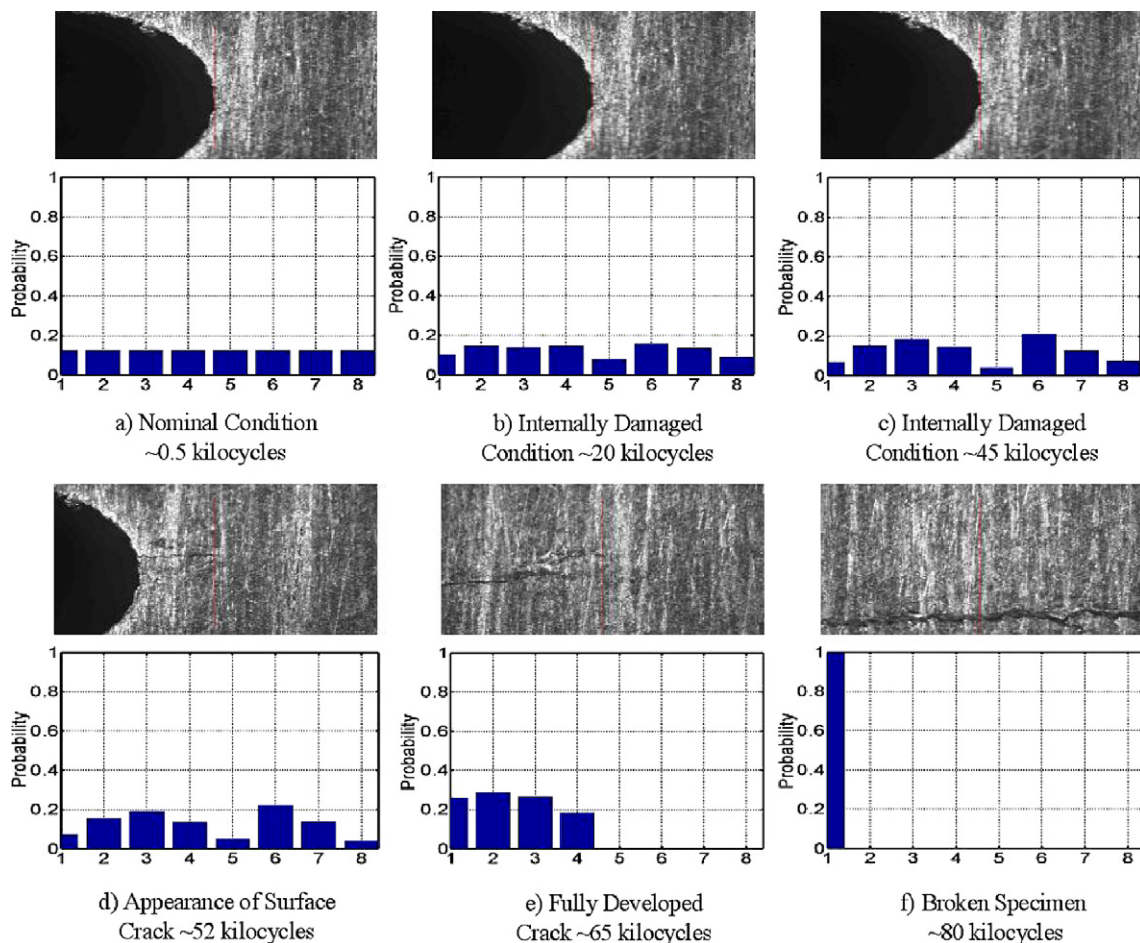 1
0.8
0.6
0.4
0.2
0
Probability
1 2 3 4 5 6 7 8
a) Nominal Condition
~0.5 kilocycles
1
0.8
0.6
0.4
0.2
0
Probability
1 2 3 4 5 6 7 8
b) Internally Damaged
Condition ~20 kilocycles
1
0.8
0.6
0.4
0.2
0
Probability
1 2 3 4 5 6 7 8
c) Internally Damaged
Condition ~45 kilocycles
1
0.8
0.6
0.4
0.2
0
Probability
1 2 3 4 5 6 7 8
d) Appearance of Surface
Crack ~52 kilocycles
1
0.8
0.6
0.4
0.2
0
Probability
1 2 3 4 5 6 7 8
e) Fully Developed
Crack ~65 kilocycles
1
0.8
0.6
0.4
0.2
0
Probability
1 2 3 4 5 6 7 8
f) Broken Specimen
~80 kilocycles